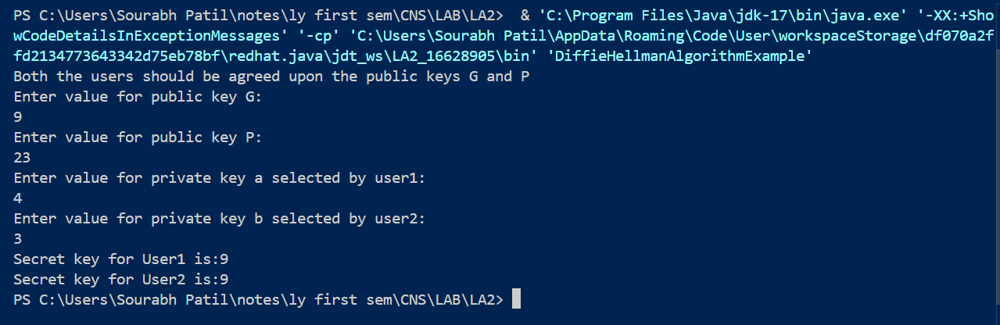 PS C:\Users\Sourabh Patil\notes\ly first sem\CNS\LAB\LA2>  & 'C:\Program Files\Java\jdk-17\bin\java.exe' '-XX:+Sho
wCodeDetailsInExceptionMessages' '-cp' 'C:\Users\Sourabh Patil\AppData\Roaming\Code\User\workspaceStorage\df070a2f
fd2134773643342d75eb78bf\redhat.java\jdt_ws\LA2_16628905\bin' 'DiffieHellmanAlgorithmExample'
Both the users should be agreed upon the public keys G and P
Enter value for public key G:
9
Enter value for public key P:
23
Enter value for private key a selected by user1:
4
Enter value for private key b selected by user2:
3
Secret key for User1 is:9
Secret key for User2 is:9
PS C:\Users\Sourabh Patil\notes\ly first sem\CNS\LAB\LA2>